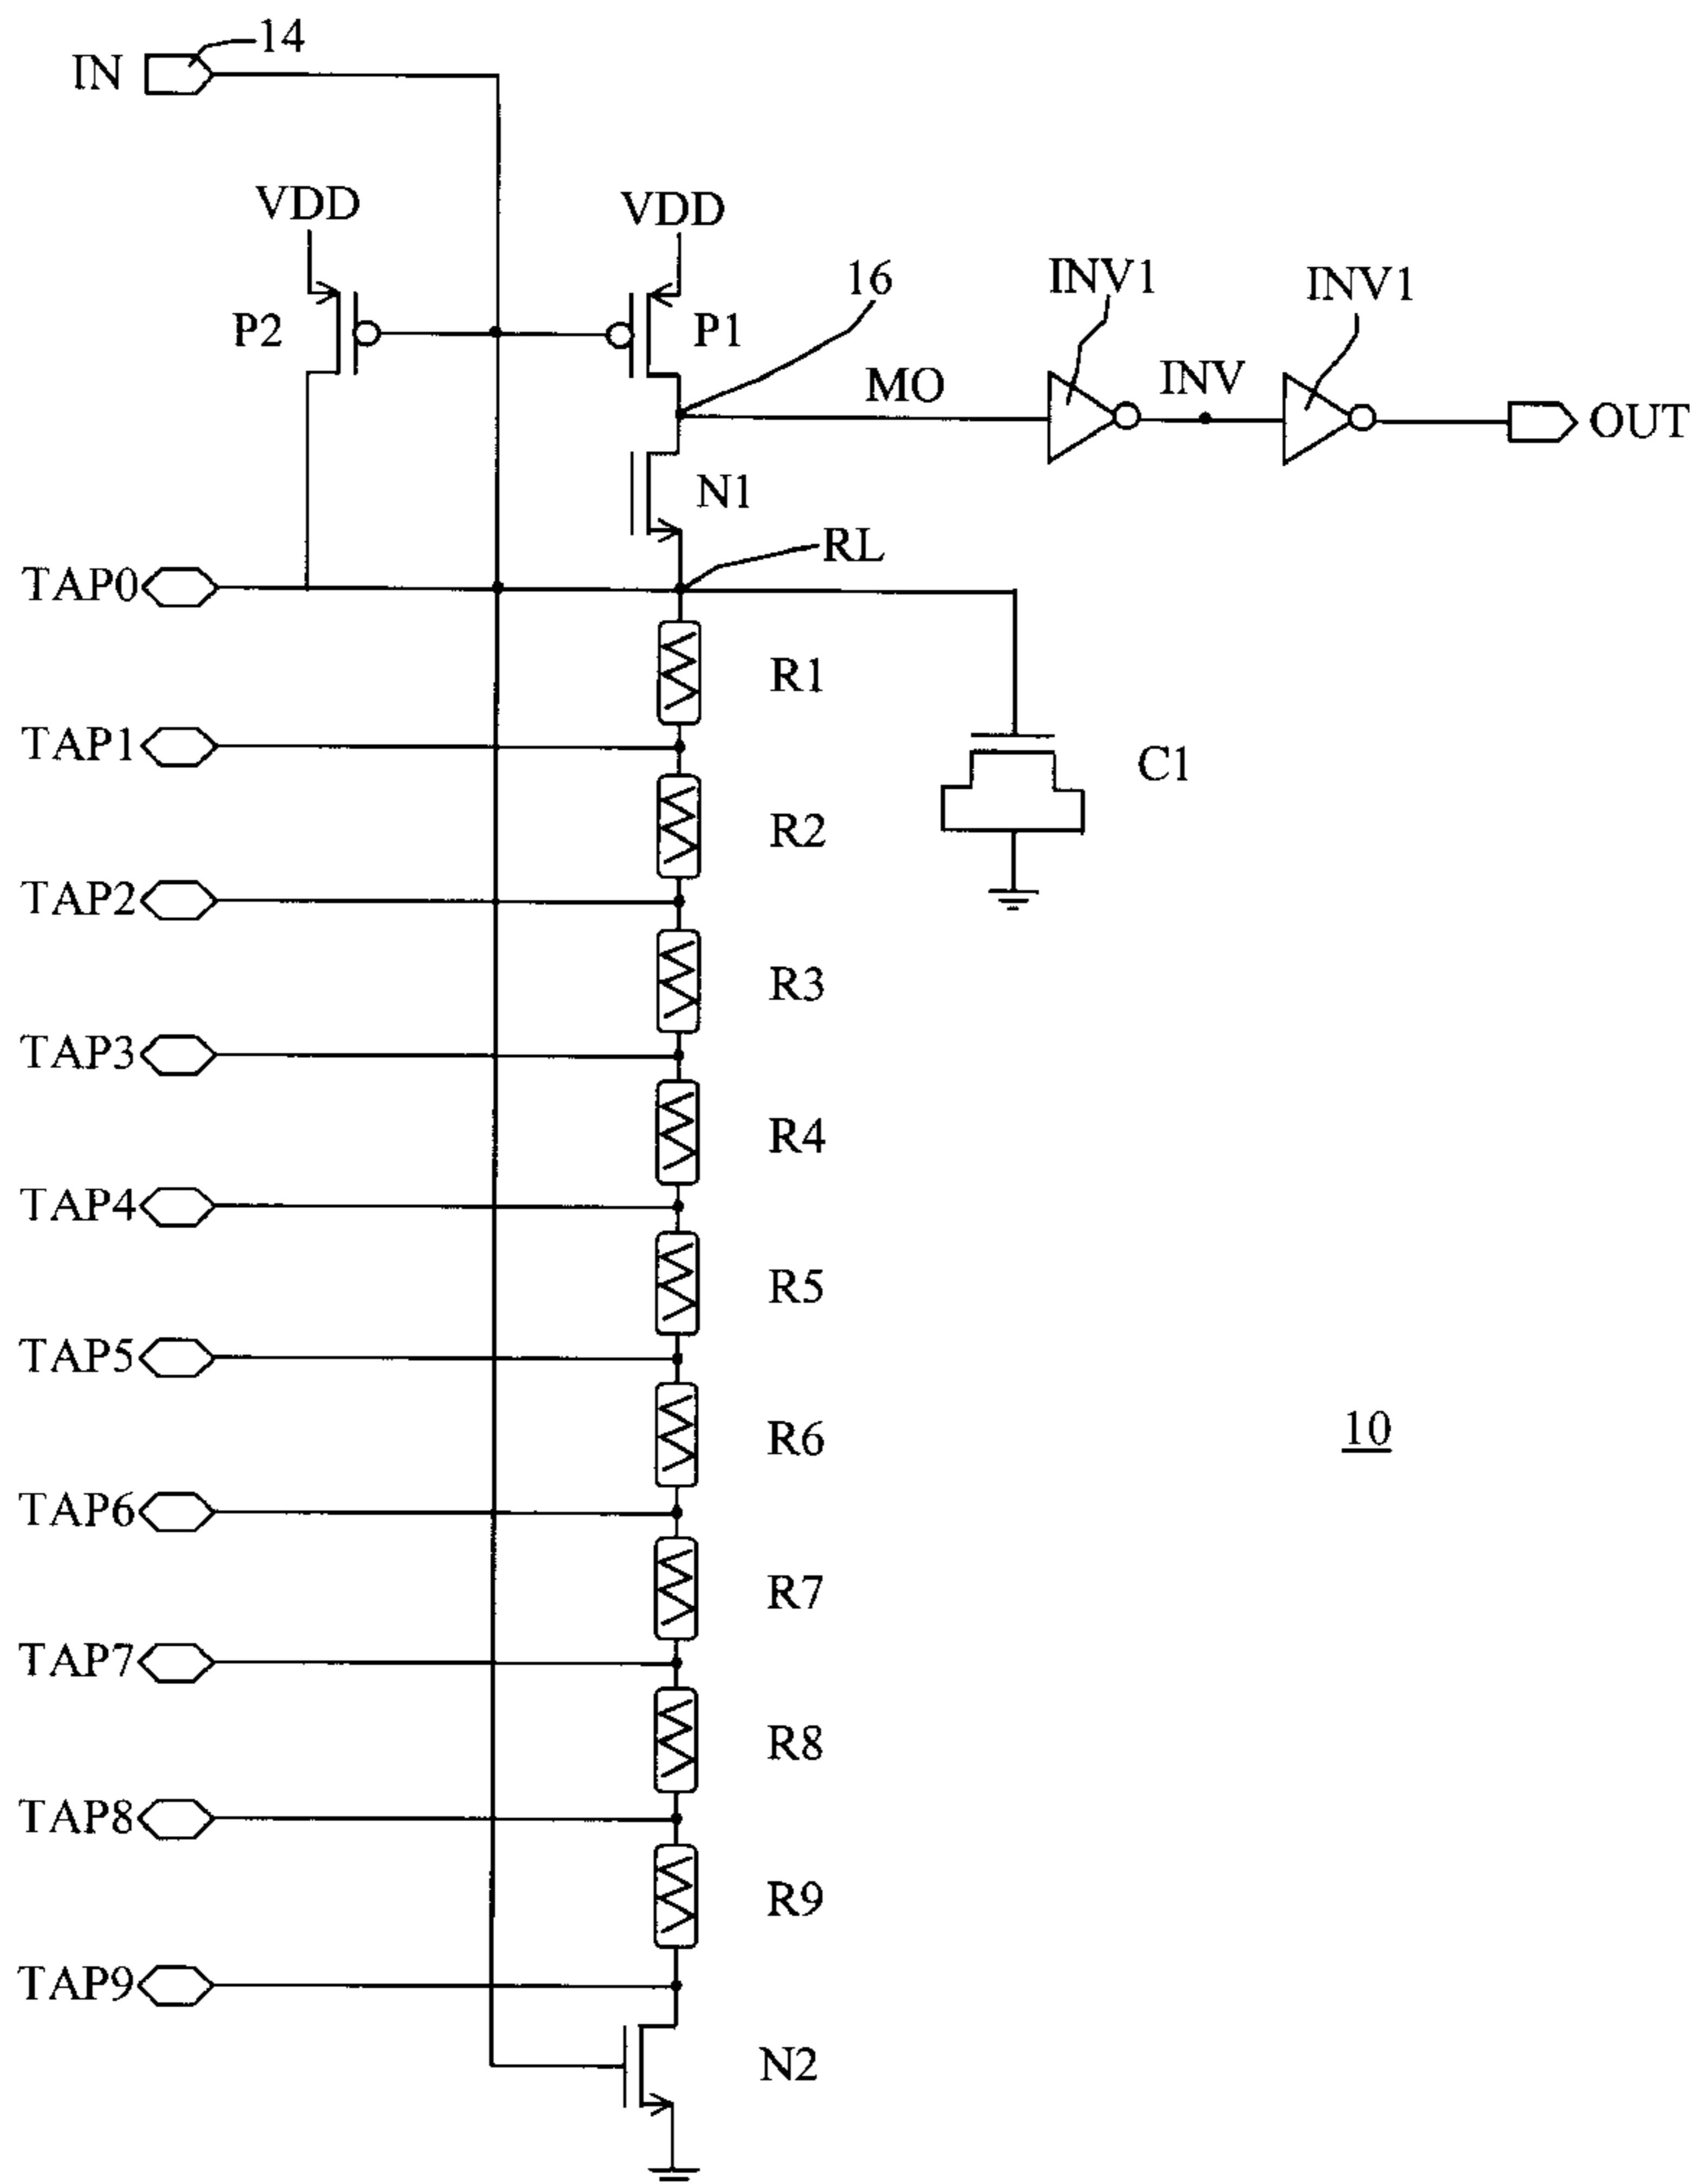 14
IN
VDD
VDD
P2
P1
16
INV1
INV1
MO
INV
OUT
N1
RL
TAP0
R1
TAP1
C1
R2
TAP2
R3
TAP3
R4
TAP4
R5
TAP5
10
R6
TAP6
R7
TAP7
R8
TAP8
R9
TAP9
N2